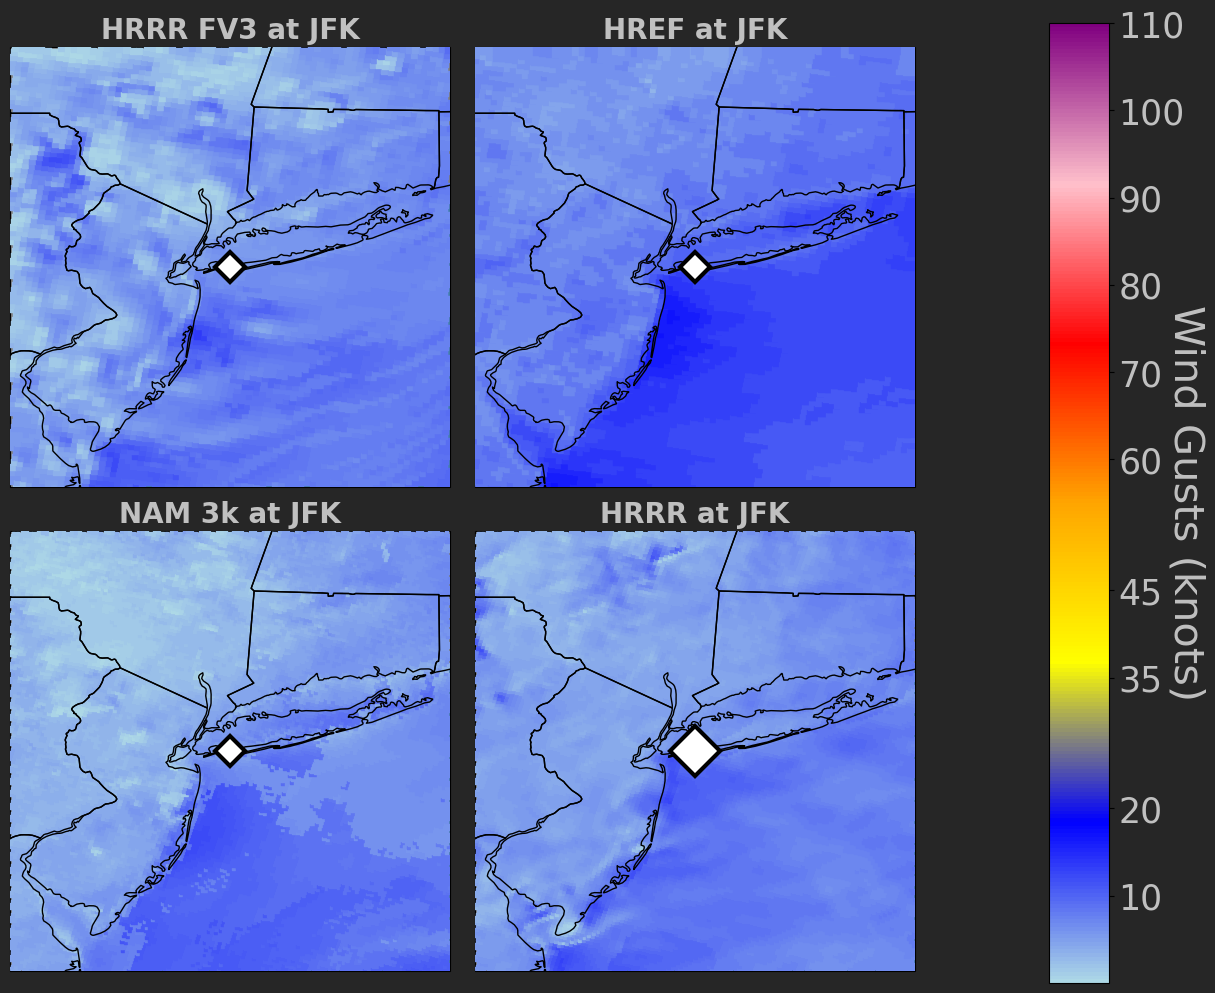 HRRR FV3 at JFK
HREF at JFK
NAM 3k at JFK
HRRR at JFK
110
100
90
80
70
60
45
35
20
10
Wind Gusts (knots)